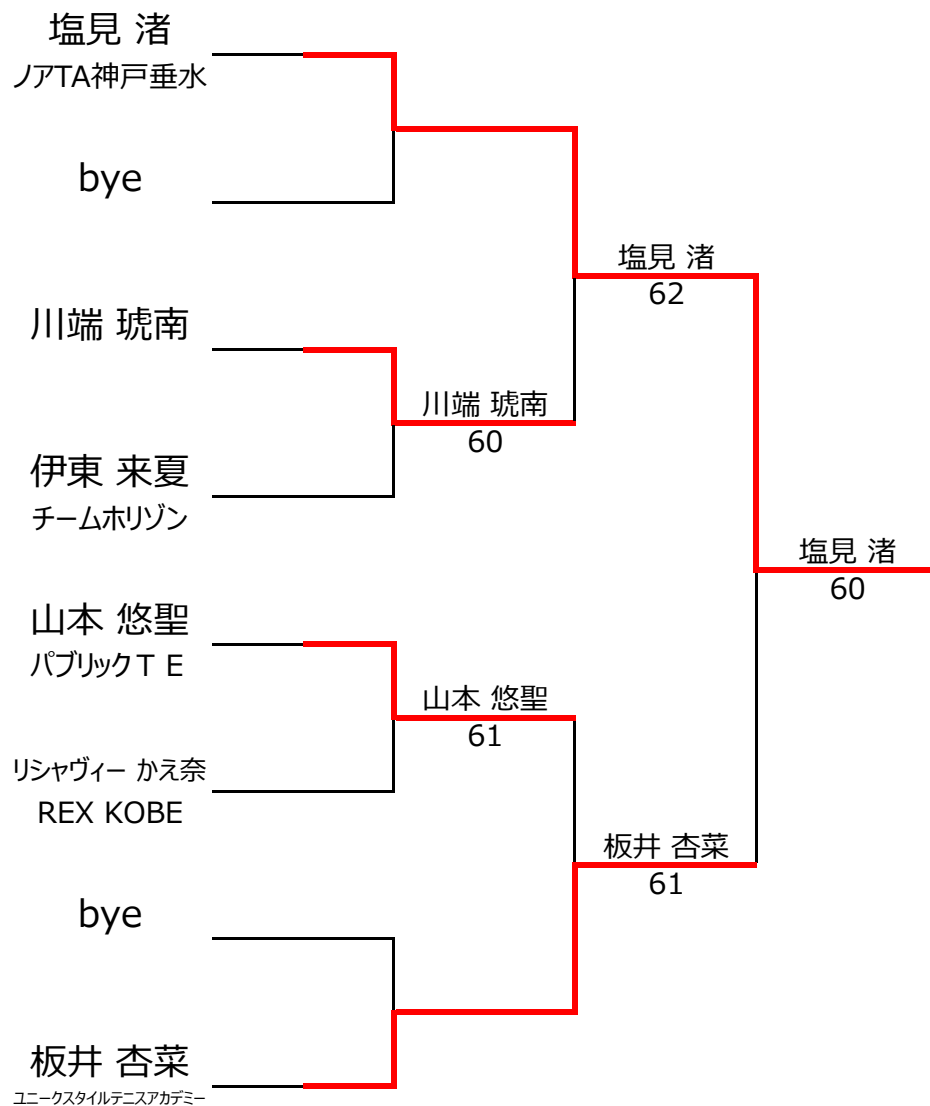 塩見 渚
ノアTA神戸垂水
bye
塩見 渚
62
川端 琥南
川端 琥南
60
伊東 来夏
チームホリゾン
塩見 渚
60
山本 悠聖
パブリックＴＥ
山本 悠聖
61
リシャヴィー かえ奈
REX KOBE
板井 杏菜
61
bye
板井 杏菜
ユニークスタイルテニスアカデミー